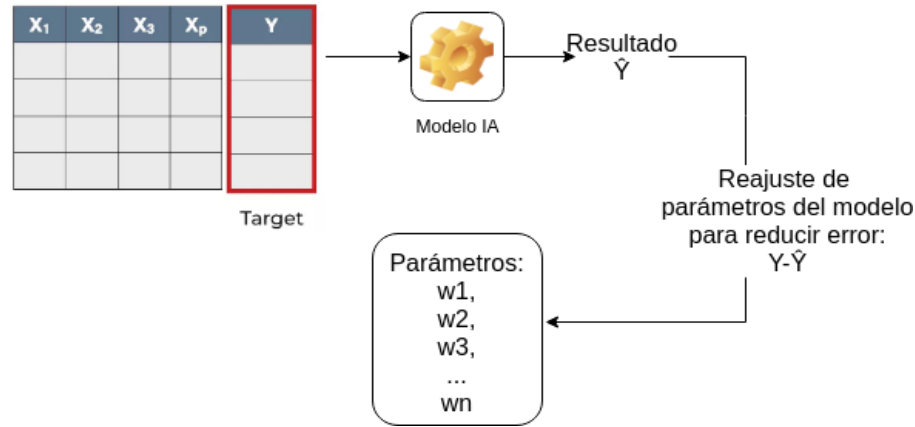 X₁ X₂ X₃ Xₚ Y
Target
Modelo IA
Resultado
Ŷ
Reajuste de
parámetros del modelo
para reducir error:
Y-Ŷ
Parámetros:
w1,
w2,
w3,
...
wn